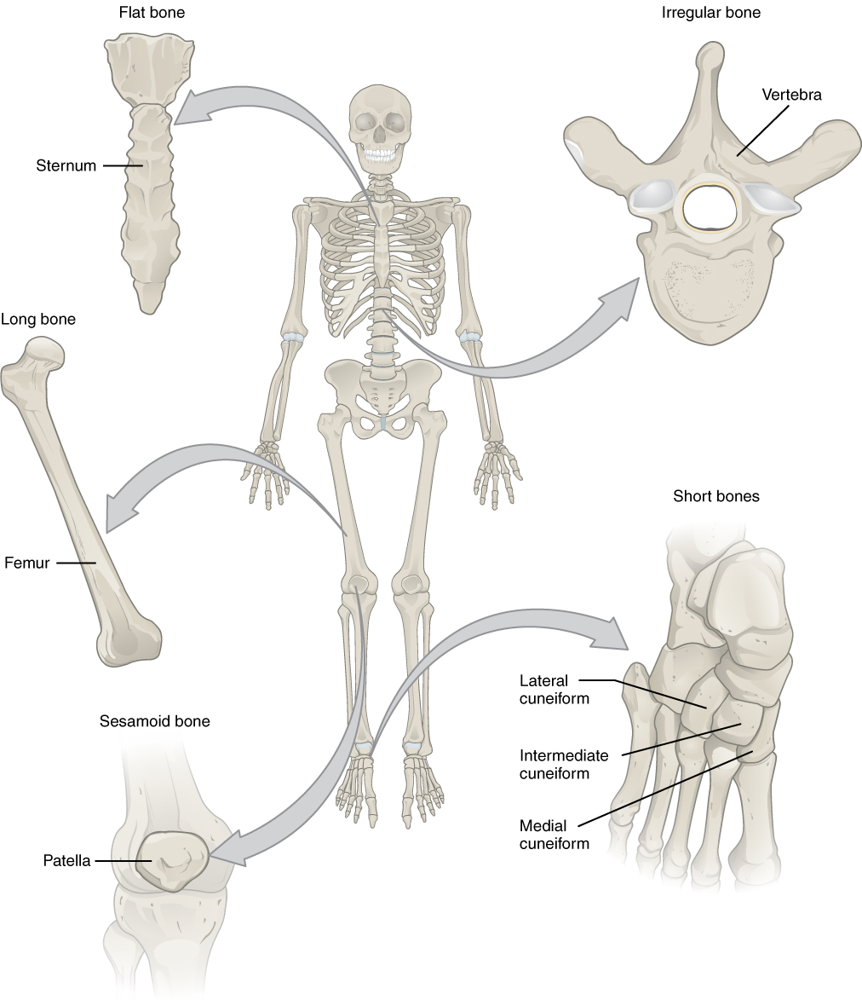 Flat bone
Irregular bone
Vertebra
Sternum
Long bone
Femur
Short bones
Lateral
cuneiform
Intermediate
cuneiform
Medial
cuneiform
Sesamoid bone
Patella